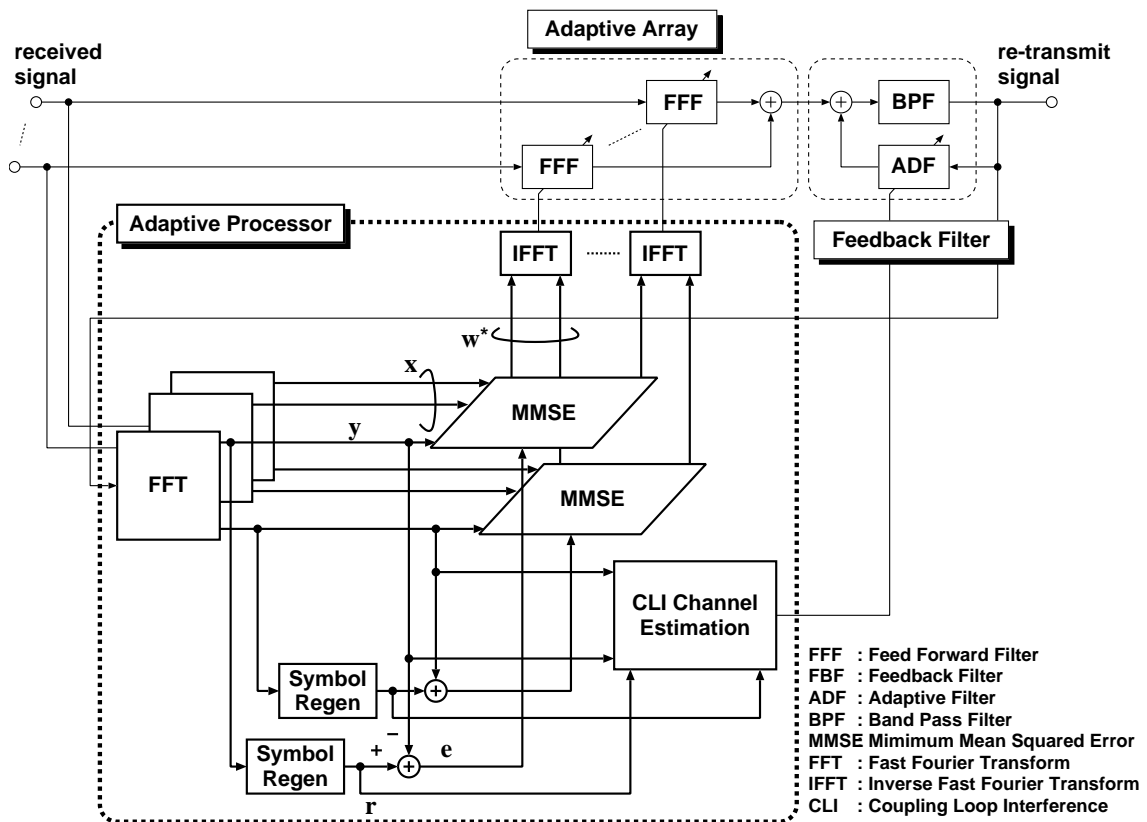 Adaptive Array
received
signal
re-transmit
signal
FFF
BPF
FFF
ADF
Adaptive Processor
Feedback Filter
IFFT
IFFT
w*
x
MMSE
y
FFT
MMSE
CLI Channel
Estimation
Symbol
Regen
−
+
e
Symbol
Regen
r
FFF : Feed Forward Filter
FBF : Feedback Filter
ADF : Adaptive Filter
BPF : Band Pass Filter
MMSE Mimimum Mean Squared Error
FFT : Fast Fourier Transform
IFFT : Inverse Fast Fourier Transform
CLI : Coupling Loop Interference